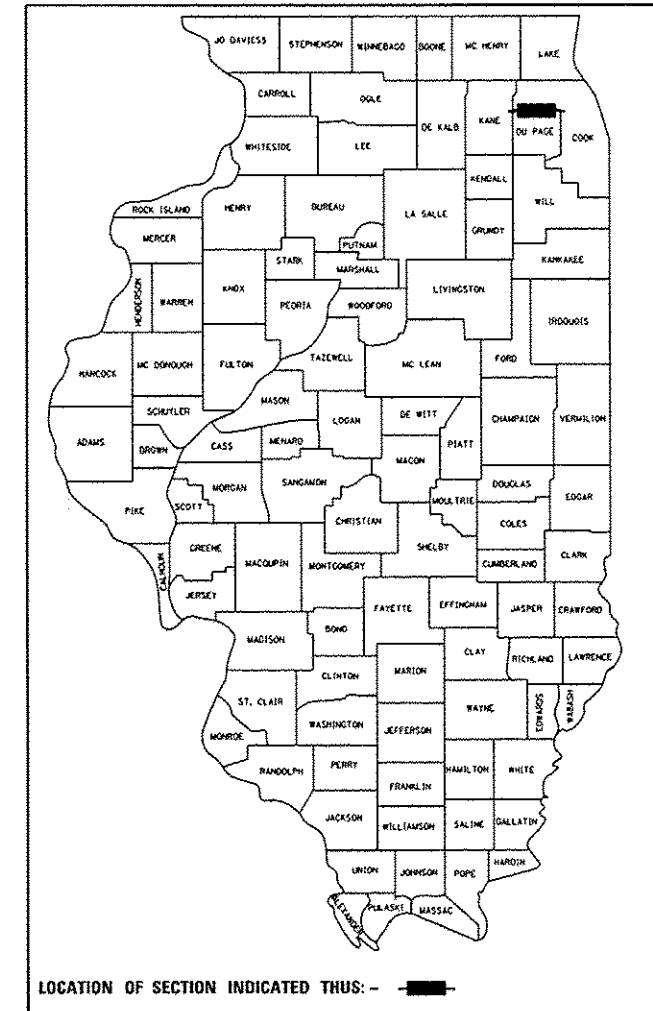 JO DAVIESS
STEPHENSON
WINNEBAGO
BOONE
MC HENRY
LAKE
CARROLL
OGLE
DE KALB
KANE
DU PAGE
COOK
WHITESIDE
LEE
KENDALL
WILL
ROCK ISLAND
HENRY
BUREAU
LA SALLE
GRUNDY
MERCER
PUTNAM
KANKAKEE
STARK
MARSHALL
HENDERSON
WARREN
KNOX
PEORIA
WOODFORD
LIVINGSTON
IROQUOIS
HANCOCK
MC DONOUGH
FULTON
TAZEWELL
MC LEAN
FORD
MASON
SCHUYLER
LOGAN
DE WITT
CHAMPAIGN
VERMILION
ADAMS
BROWN
CASS
MENARD
PIATT
MACON
PIKE
SCOTT
MORGAN
SANGAMON
CHRISTIAN
MOULTRIE
DOUGLAS
EDGAR
COLES
CALHOUN
GREENE
MACOUPIN
MONTGOMERY
SHELBY
CUMBERLAND
CLARK
JERSEY
FAYETTE
EFFINGHAM
JASPER
CRAWFORD
MADISON
BOND
CLAY
RICHLAND
LAWRENCE
CLINTON
MARION
ST. CLAIR
WAYNE
EDWARDS
WABASH
WASHINGTON
JEFFERSON
MONROE
RANDOLPH
PERRY
HAMILTON
WHITE
FRANKLIN
JACKSON
WILLIAMSON
SALINE
GALLATIN
UNION
JOHNSON
POPE
HARDIN
ALEXANDER
PULASKI
MASSAC
LOCATION OF SECTION INDICATED THUS: -